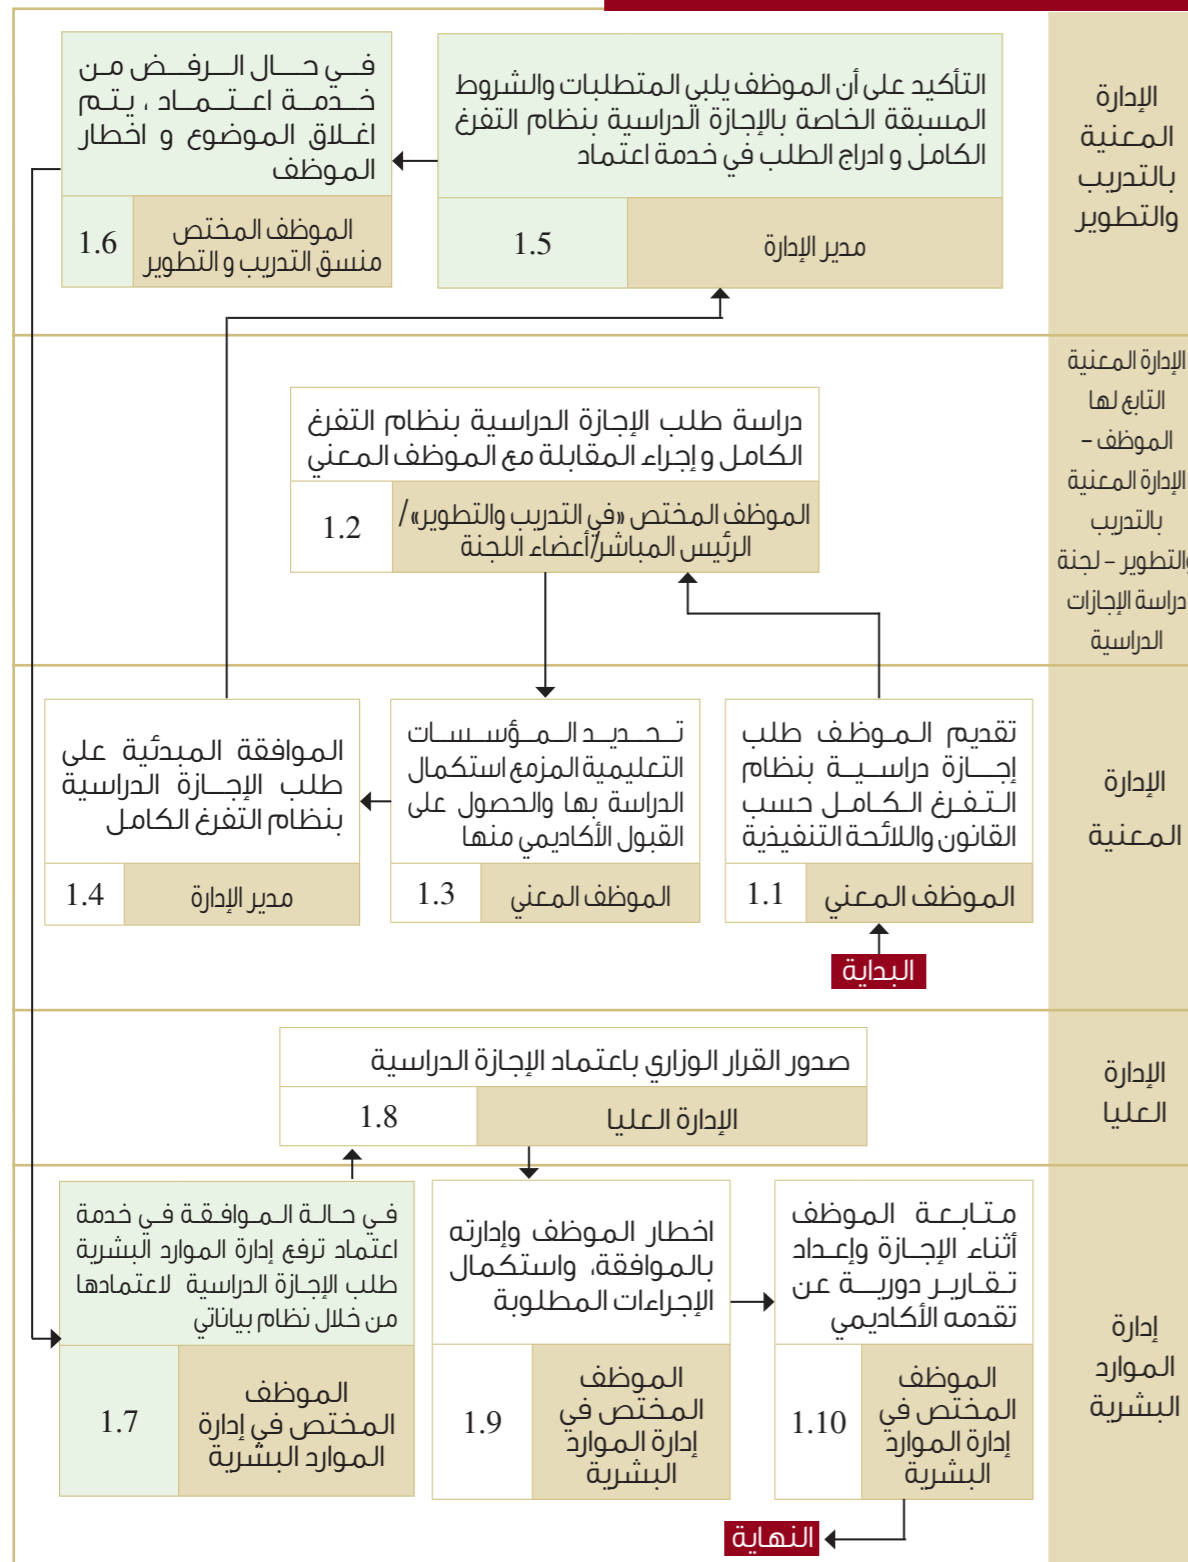 الإدارة
المعنية
بالتدريب
والتطوير
التأكيد على أن الموظف يلبي المتطلبات والشروط
المسبقة الخاصة بالإجازة الدراسية بنظام التفرغ
الكامل و ادراج الطلب في خدمة اعتماد
مدير الإدارة
1.5
في حال الرفض من
خدمة اعتماد ، يتم
اغلاق الموضوع و اخطار
الموظف
الموظف المختص
منسق التدريب و التطوير
1.6
الإدارة المعنية
التابع لها
الموظف –
الإدارة المعنية
بالتدريب
والتطوير – لجنة
دراسة الإجازات
الدراسية
دراسة طلب الإجازة الدراسية بنظام التفرغ
الكامل و إجراء المقابلة مع الموظف المعني
الموظف المختص «في التدريب والتطوير»/
الرئيس المباشر/أعضاء اللجنة
1.2
الإدارة
المعنية
تقديم الموظف طلب
إجازة دراسية بنظام
التفرغ الكامل حسب
القانون واللائحة التنفيذية
الموظف المعني
1.1
البداية
تحديد المؤسسات
التعليمية المزمع استكمال
الدراسة بها والحصول على
القبول الأكاديمي منها
الموظف المعني
1.3
الموافقة المبدئية على
طلب الإجازة الدراسية
بنظام التفرغ الكامل
مدير الإدارة
1.4
الإدارة
العليا
صدور القرار الوزاري باعتماد الإجازة الدراسية
الإدارة العليا
1.8
إدارة
الموارد
البشرية
متابعة الموظف
أثناء الإجازة وإعداد
تقارير دورية عن
تقدمه الأكاديمي
الموظف
المختص في
إدارة الموارد
البشرية
1.10
النهاية
اخطار الموظف وإدارته
بالموافقة، واستكمال
الإجراءات المطلوبة
الموظف
المختص في
إدارة الموارد
البشرية
1.9
في حالة الموافقة في خدمة
اعتماد ترفع إدارة الموارد البشرية
طلب الإجازة الدراسية لاعتمادها
من خلال نظام بياناتي
الموظف
المختص في إدارة
الموارد البشرية
1.7